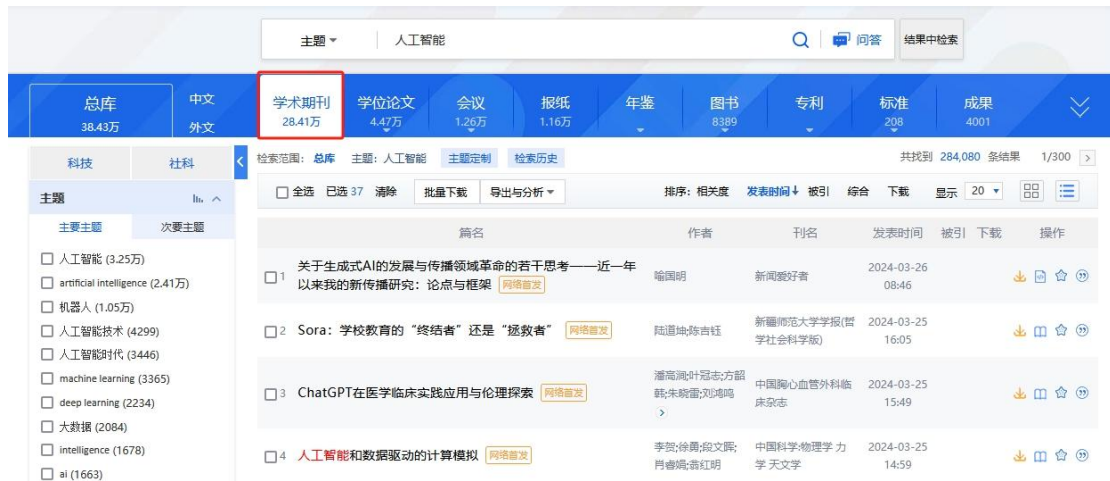 主题 人工智能 问答 结果中检索
总库 中文 学术期刊 学位论文 会议 报纸 年鉴 图书 专利 标准 成果
38.43万 外文 28.41万 4.47万 1.26万 1.16万 8389 208 4001
科技 社科 检索范围：总库 主题：人工智能 主题定制 检索历史 共找到 284,080 条结果 1/300
主题 全选 已选 37 清除 批量下载 导出与分析 排序：相关度 发表时间↓ 被引 综合 下载 显示 20
主要主题 次要主题
篇名 作者 刊名 发表时间 被引 下载 操作
人工智能 (3.25万)
artificial intelligence (2.41万)
机器人 (1.05万)
人工智能技术 (4299)
人工智能时代 (3446)
machine learning (3365)
deep learning (2234)
大数据 (2084)
intelligence (1678)
ai (1663)
1 关于生成式AI的发展与传播领域革命的若干思考——近一年
以来我的新传播研究：论点与框架 网络首发
喻国明
新闻爱好者
2024-03-26
08:46
2 Sora：学校教育的“终结者”还是“拯救者” 网络首发
陆道坤;陈吉钰
新疆师范大学学报(哲
学社会科学版)
2024-03-25
16:05
3 ChatGPT在医学临床实践应用与伦理探索 网络首发
潘高润;叶冠志;方韶
韩;朱晓雷;刘鸿鸣
中国胸心血管外科临
床杂志
2024-03-25
15:49
4 人工智能和数据驱动的计算模拟 网络首发
李贺;徐勇;段文晖;
肖睿娟;翁红明
中国科学:物理学 力
学 天文学
2024-03-25
14:59